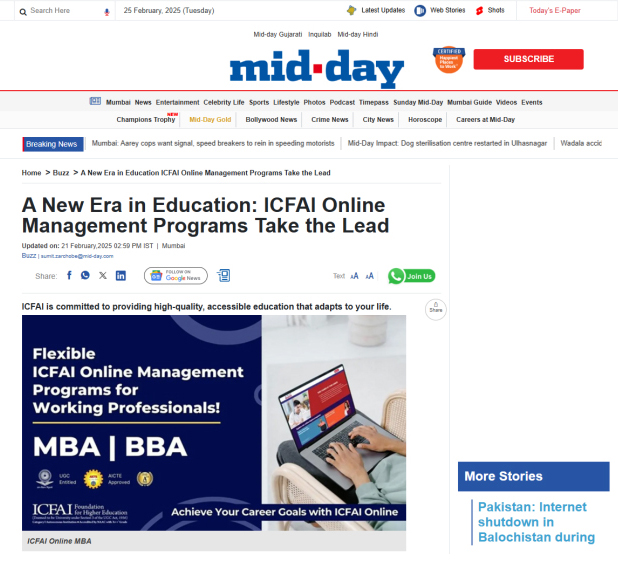 Search Here
25 February, 2025 (Tuesday)
Latest Updates
Web Stories
Shorts
Today's E-Paper
Mid-day Gujarati Inquilab Mid-day Hindi
mid-day
CERTIFIED
SUBSCRIBE
Mumbai News Entertainment Celebrity Life Sports Lifestyle Photos Podcast Timepass Sunday Mid-Day Mumbai Guide Videos Events
NEW
Champions Trophy Mid-Day Gold Bollywood News Crime News City News Horoscope Careers at Mid-Day
Breaking News Mumbai: Aarey cops want signal, speed breakers to rein in speeding motorists Mid-Day Impact. Dog sterilisation centre restarted in Ulhasnagar Wadala accid
Home > Buzz > A New Era in Education ICFAI Online Management Programs Take the Lead
A New Era in Education: ICFAI Online
Management Programs Take the Lead
Updated on: 21 February,2025 02:59 PM IST | Mumbai
Buzz | sumit.zarchobe@mid-day.com
Share:
FOLLOW ON
Google News
Text AA AA
Join Us
ICFAI is committed to providing high-quality, accessible education that adapts to your life.
Share
Flexible
ICFAI Online Management
Programs for
Working Professionals!
MBA | BBA
UGC
Entitled
AICTE
Approved
ICFAI Foundation
for Higher Education
Achieve Your Career Goals with ICFAI Online
ICFAI Online MBA
More Stories
Pakistan: Internet
shutdown in
Balochistan during